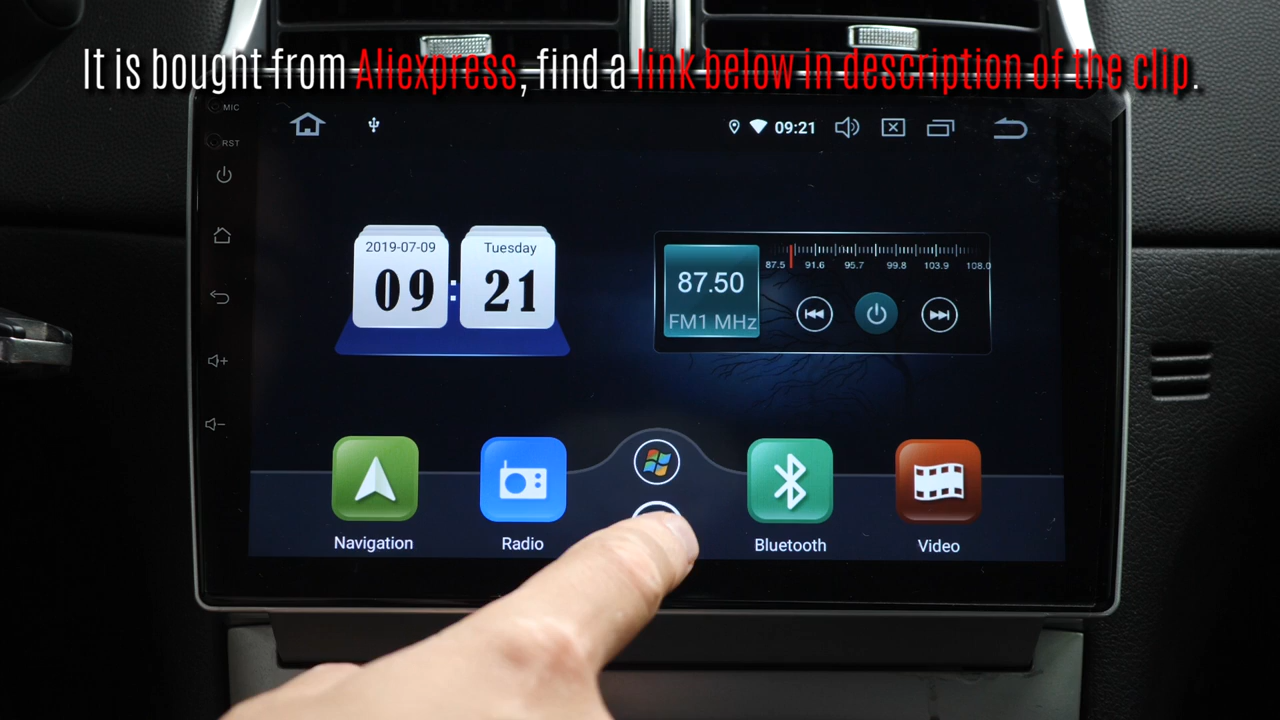 It is bought from Aliexpress, find a link below in description of the clip.
MIC
RST
09:21
2019-07-09
Tuesday
09:21
87.5 91.6 95.7 99.8 103.9 108.0
87.50
FM1 MHz
Navigation
Radio
Bluetooth
Video